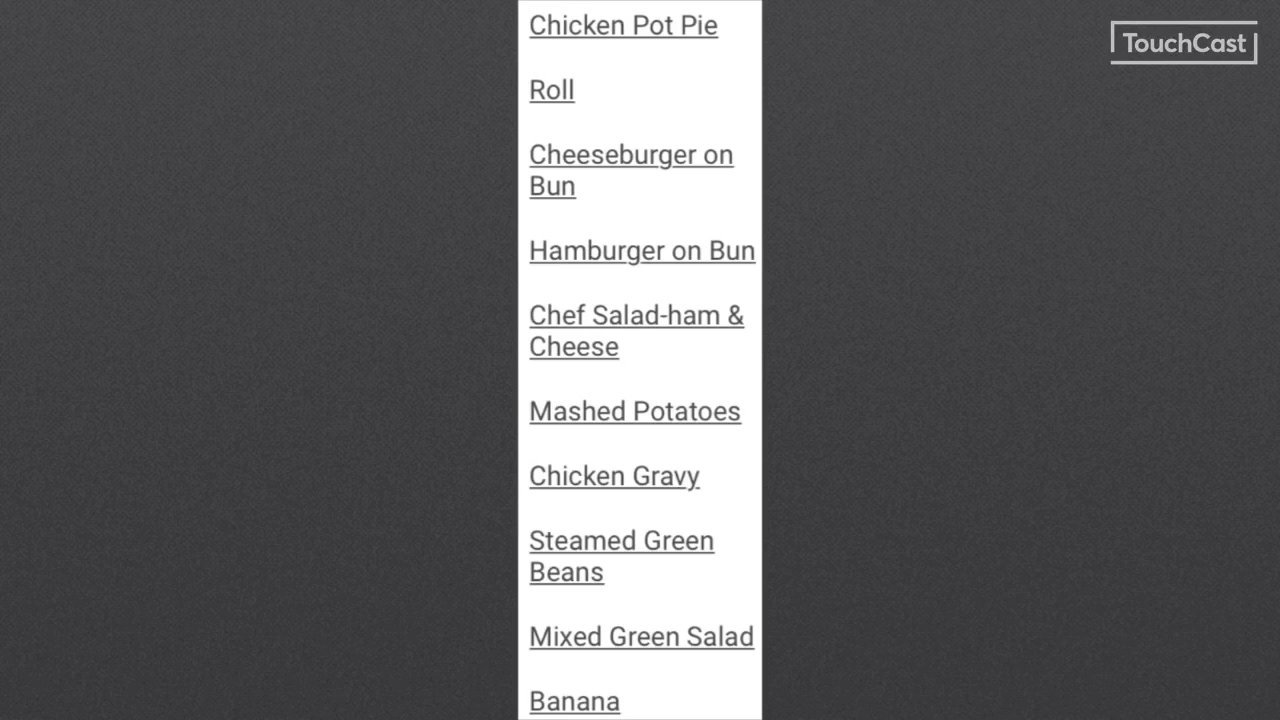 Chicken Pot Pie
TouchCast
Roll
Cheeseburger on
Bun
Hamburger on Bun
Chef Salad-ham &
Cheese
Mashed Potatoes
Chicken Gravy
Steamed Green
Beans
Mixed Green Salad
Banana